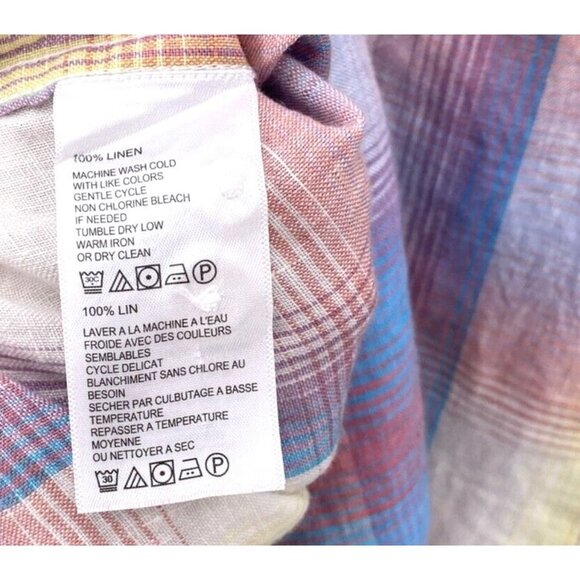 100% LINEN
MACHINE WASH COLD
WITH LIKE COLORS
GENTLE CYCLE
NON CHLORINE BLEACH
IF NEEDED
TUMBLE DRY LOW
WARM IRON
OR DRY CLEAN
30C P
100% LIN
LAVER A LA MACHINE A L'EAU
FROIDE AVEC DES COULEURS
SEMBLABLES
CYCLE DELICAT
BLANCHIMENT SANS CHLORE AU
BESOIN
SECHER PAR CULBUTAGE A BASSE
TEMPERATURE
REPASSER A TEMPERATURE
MOYENNE
OU NETTOYER A SEC
30 P